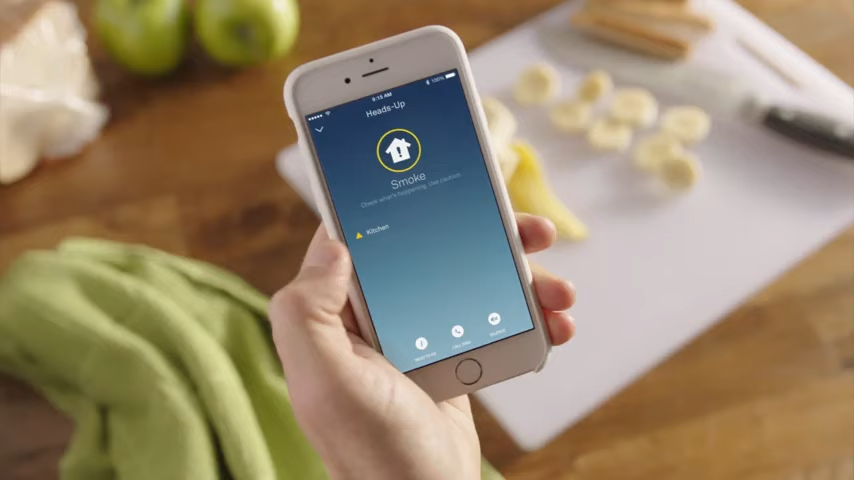 9:15 AM
100%
Heads-Up
Smoke
Check what's happening. Use caution.
Kitchen